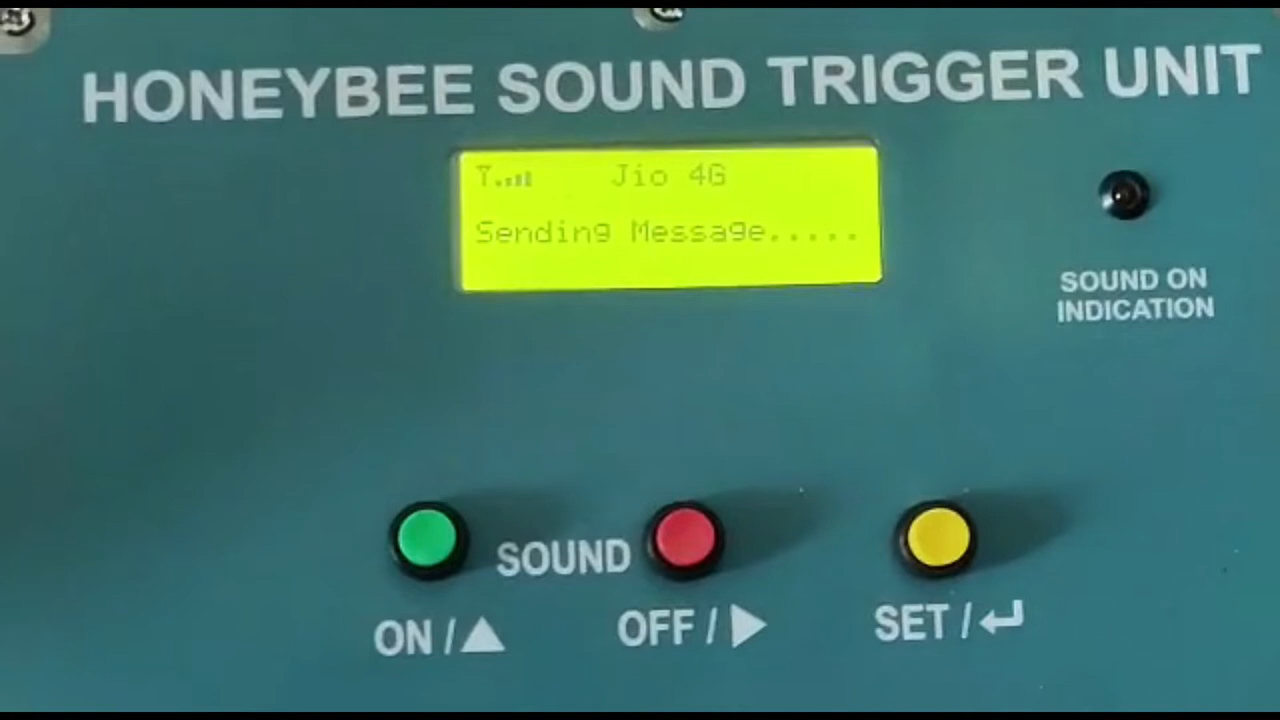 HONEYBEE SOUND TRIGGER UNIT
Jio 4G
Sending Message.....
SOUND ON
INDICATION
SOUND
ON / ▲
OFF / ▶
SET / ↵